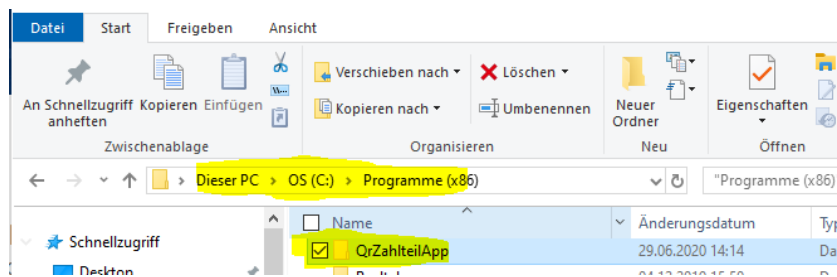 Datei Start Freigeben Ansicht
An Schnellzugriff anheften
Kopieren
Einfügen
Verschieben nach
Kopieren nach
Löschen
Umbenennen
Neuer Ordner
Eigenschaften
Zwischenablage Organisieren Neu Öffnen
Dieser PC > OS (C:) > Programme (x86) "Programme (x86)
Schnellzugriff
Name Änderungsdatum
QrZahlteilApp 29.06.2020 14:14
Desktop